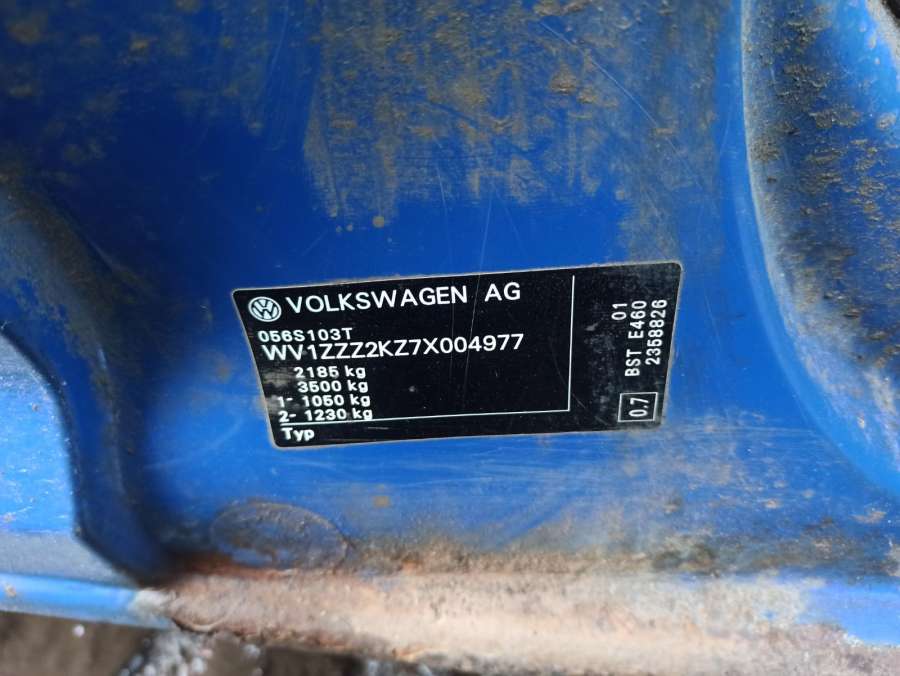 VOLKSWAGEN AG
056S103T
WV1ZZZ2KZ7X004977
2185 kg
3500 kg
1- 1050 kg
2- 1230 kg
Typ
01
BST E460
2358826
0.7